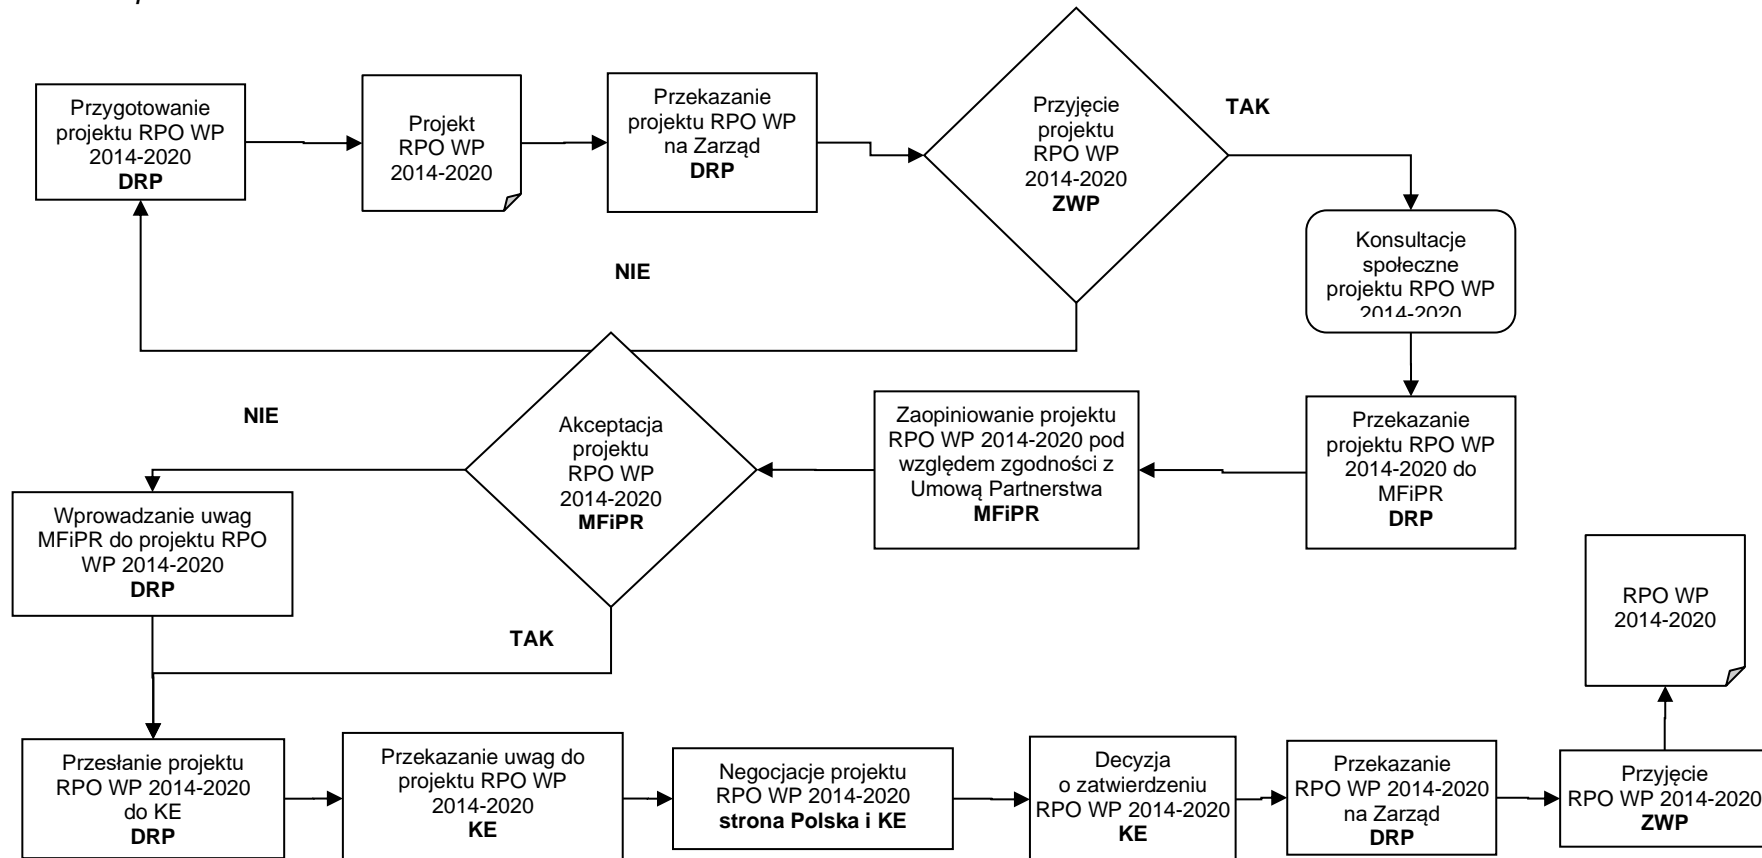 Przygotowanie
projektu RPO WP
2014-2020
DRP
Projekt
RPO WP
2014-2020
Przekazanie
projektu RPO WP
na Zarząd
DRP
Przyjęcie
projektu
RPO WP
2014-2020
ZWP
TAK
NIE
Konsultacje
społeczne
projektu RPO WP
2014-2020
Przekazanie
projektu RPO WP
2014-2020 do
MFiPR
DRP
Zaopiniowanie projektu
RPO WP 2014-2020 pod
względem zgodności z
Umową Partnerstwa
MFiPR
Akceptacja
projektu
RPO WP
2014-2020
MFiPR
NIE
Wprowadzanie uwag
MFiPR do projektu RPO
WP 2014-2020
DRP
TAK
Przesłanie projektu
RPO WP 2014-2020
do KE
DRP
Przekazanie uwag do
projektu RPO WP
2014-2020
KE
Negocjacje projektu
RPO WP 2014-2020
strona Polska i KE
Decyzja
o zatwierdzeniu
RPO WP 2014-2020
KE
Przekazanie
RPO WP 2014-2020
na Zarząd
DRP
Przyjęcie
RPO WP 2014-2020
ZWP
RPO WP
2014-2020